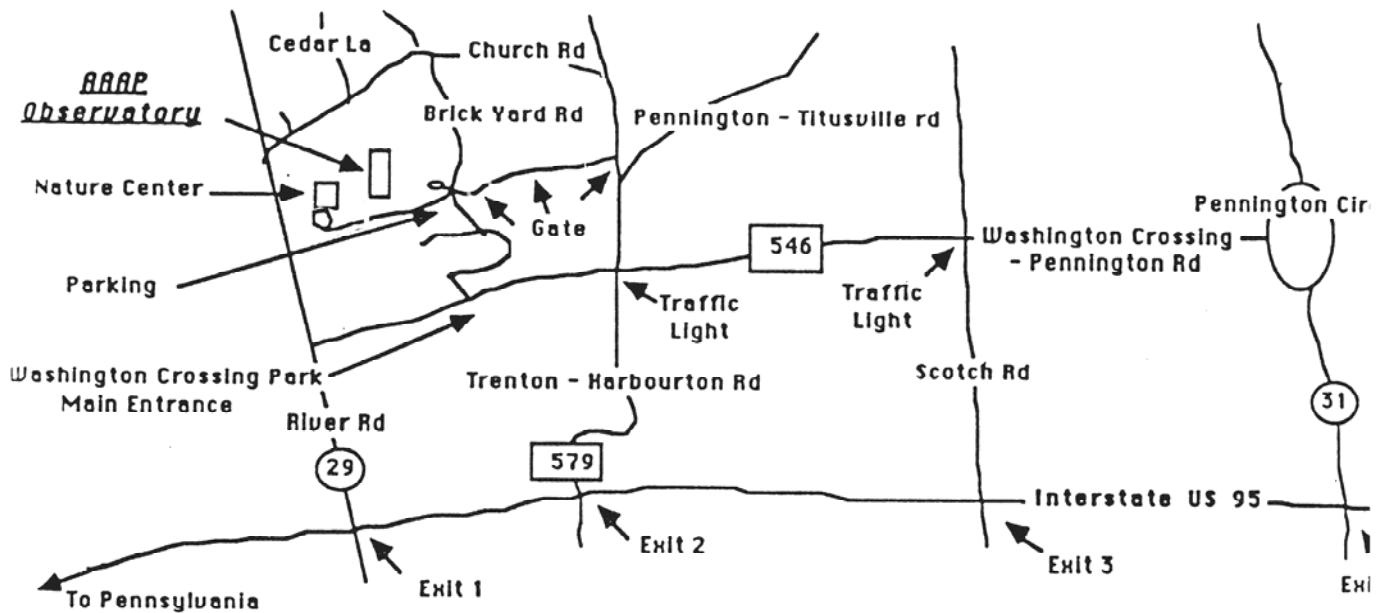 Cedar La
Church Rd
AAAP
Observatory
Brick Yard Rd
Pennington - Titusville rd
Nature Center
Gate
Pennington Cir
546
Washington Crossing
- Pennington Rd
Parking
Traffic
Light
Traffic
Light
Washington Crossing Park
Main Entrance
Trenton - Harbourton Rd
Scotch Rd
31
River Rd
29
579
Interstate US 95
Exit 2
Exit 3
Exit 1
Exi
To Pennsylvania